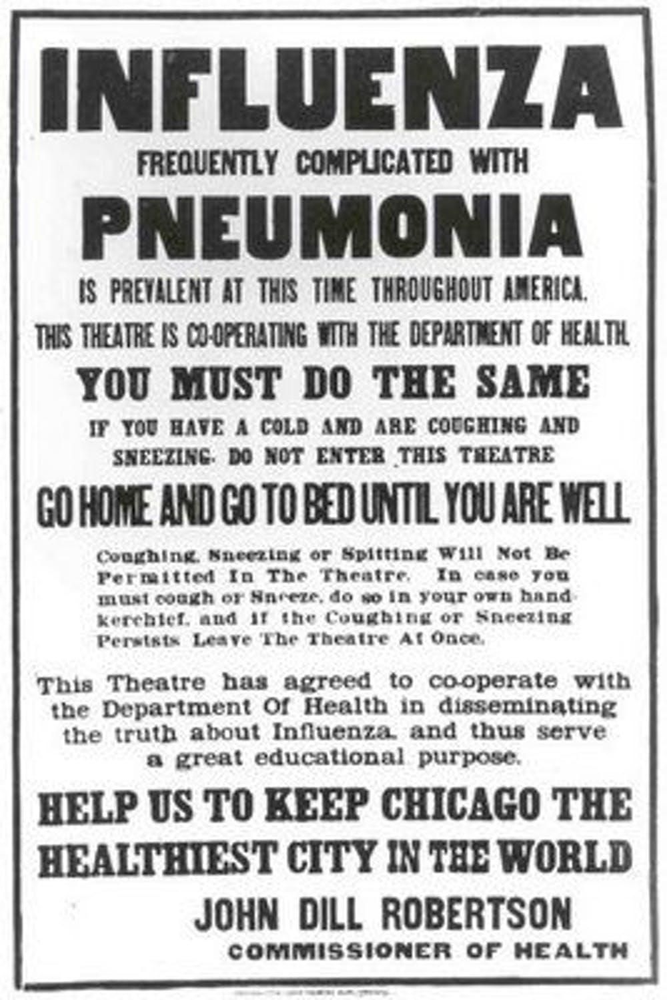 INFLUENZA
FREQUENTLY COMPLICATED WITH
PNEUMONIA
IS PREVALENT AT THIS TIME THROUGHOUT AMERICA.
THIS THEATRE IS CO-OPERATING WITH THE DEPARTMENT OF HEALTH.
YOU MUST DO THE SAME
IF YOU HAVE A COLD AND ARE COUGHING AND
SNEEZING. DO NOT ENTER THIS THEATRE
GO HOME AND GO TO BED UNTIL YOU ARE WELL
Coughing, Sneezing or Spitting Will Not Be
Permitted In The Theatre. In case you
must cough or Sneeze, do so in your own hand-
kerchief, and if the Coughing or Sneezing
Persists Leave The Theatre At Once.
This Theatre has agreed to co-operate with
the Department Of Health in disseminating
the truth about Influenza, and thus serve
a great educational purpose.
HELP US TO KEEP CHICAGO THE
HEALTHIEST CITY IN THE WORLD
JOHN DILL ROBERTSON
COMMISSIONER OF HEALTH